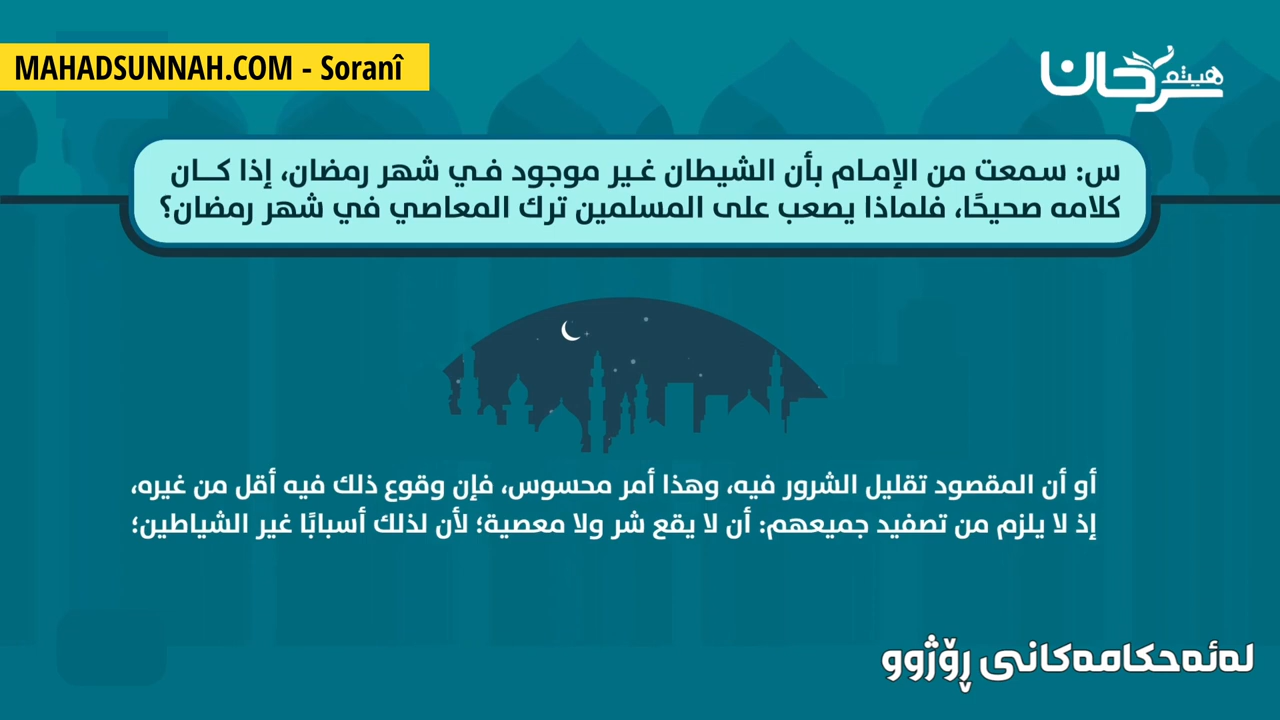 MAHADSUNNAH.COM - Soranî
هيثم
سرحان
س: سمعت من الإمام بأن الشيطان غير موجود في شهر رمضان، إذا كان
كلامه صحيحًا، فلماذا يصعب على المسلمين ترك المعاصي في شهر رمضان؟
أو أن المقصود تقليل الشرور فيه، وهذا أمر محسوس، فإن وقوع ذلك فيه أقل من غيره،
إذ لا يلزم من تصفيد جميعهم: أن لا يقع شر ولا معصية؛ لأن لذلك أسبابًا غير الشياطين؛
لەئەحکامەکانی ڕۆژوو